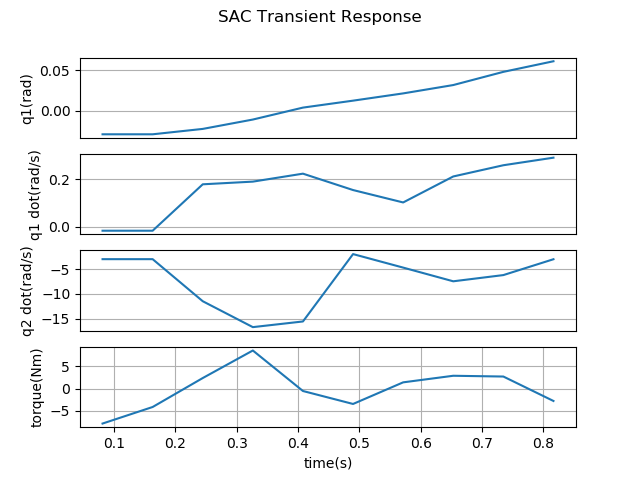 SAC Transient Response
q1(rad)
0.05
0.00
q1 dot(rad/s)
0.2
0.0
q2 dot(rad/s)
−5
−10
−15
torque(Nm)
5
0
−5
0.1 0.2 0.3 0.4 0.5 0.6 0.7 0.8
time(s)